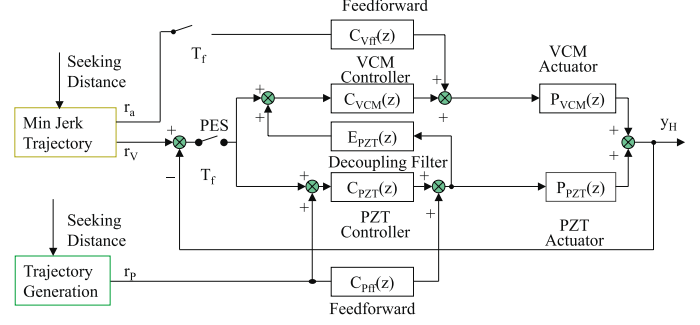 Feedforward
C_Vff(z)
T_f
Seeking
Distance
VCM
Controller
VCM
Actuator
r_a
+
+
C_VCM(z)
P_VCM(z)
Min Jerk
Trajectory
r_V
+
PES
+
E_PZT(z)
+
y_H
−
T_f
Decoupling Filter
+
+
C_PZT(z)
+
P_PZT(z)
+
+
+
Seeking
Distance
PZT
Controller
PZT
Actuator
Trajectory
Generation
r_P
C_Pff(z)
Feedforward